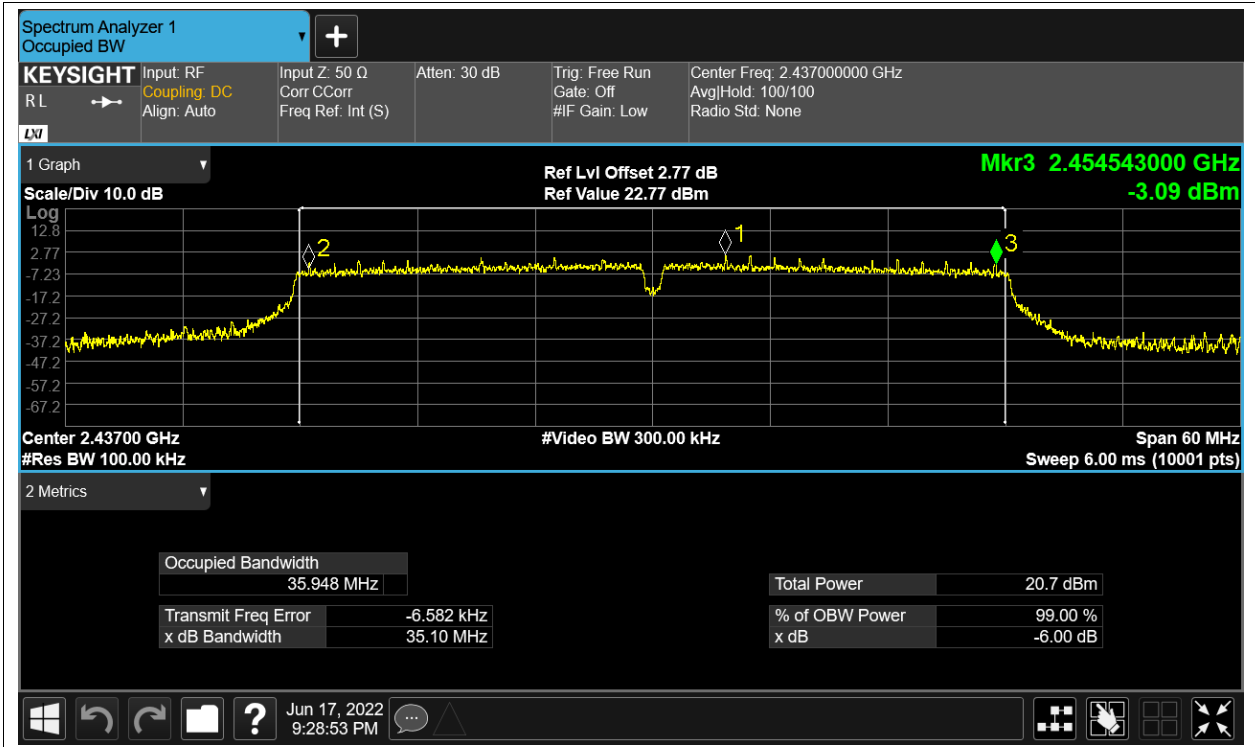 Spectrum Analyzer 1
Occupied BW
KEYSIGHT
R L
LXI
Input: RF
Coupling: DC
Align: Auto
Input Z: 50 Ω
Corr CCorr
Freq Ref: Int (S)
Atten: 30 dB
Trig: Free Run
Gate: Off
#IF Gain: Low
Center Freq: 2.437000000 GHz
Avg|Hold: 100/100
Radio Std: None
1 Graph
Scale/Div 10.0 dB
Ref Lvl Offset 2.77 dB
Ref Value 22.77 dBm
Mkr3 2.454543000 GHz
-3.09 dBm
Log
12.8
2.77
-7.23
-17.2
-27.2
-37.2
-47.2
-57.2
-67.2
2
1
3
Center 2.43700 GHz
#Res BW 100.00 kHz
#Video BW 300.00 kHz
Span 60 MHz
Sweep 6.00 ms (10001 pts)
2 Metrics
Occupied Bandwidth
35.948 MHz
Transmit Freq Error -6.582 kHz
x dB Bandwidth 35.10 MHz
Total Power 20.7 dBm
% of OBW Power 99.00 %
x dB -6.00 dB
?
Jun 17, 2022
9:28:53 PM